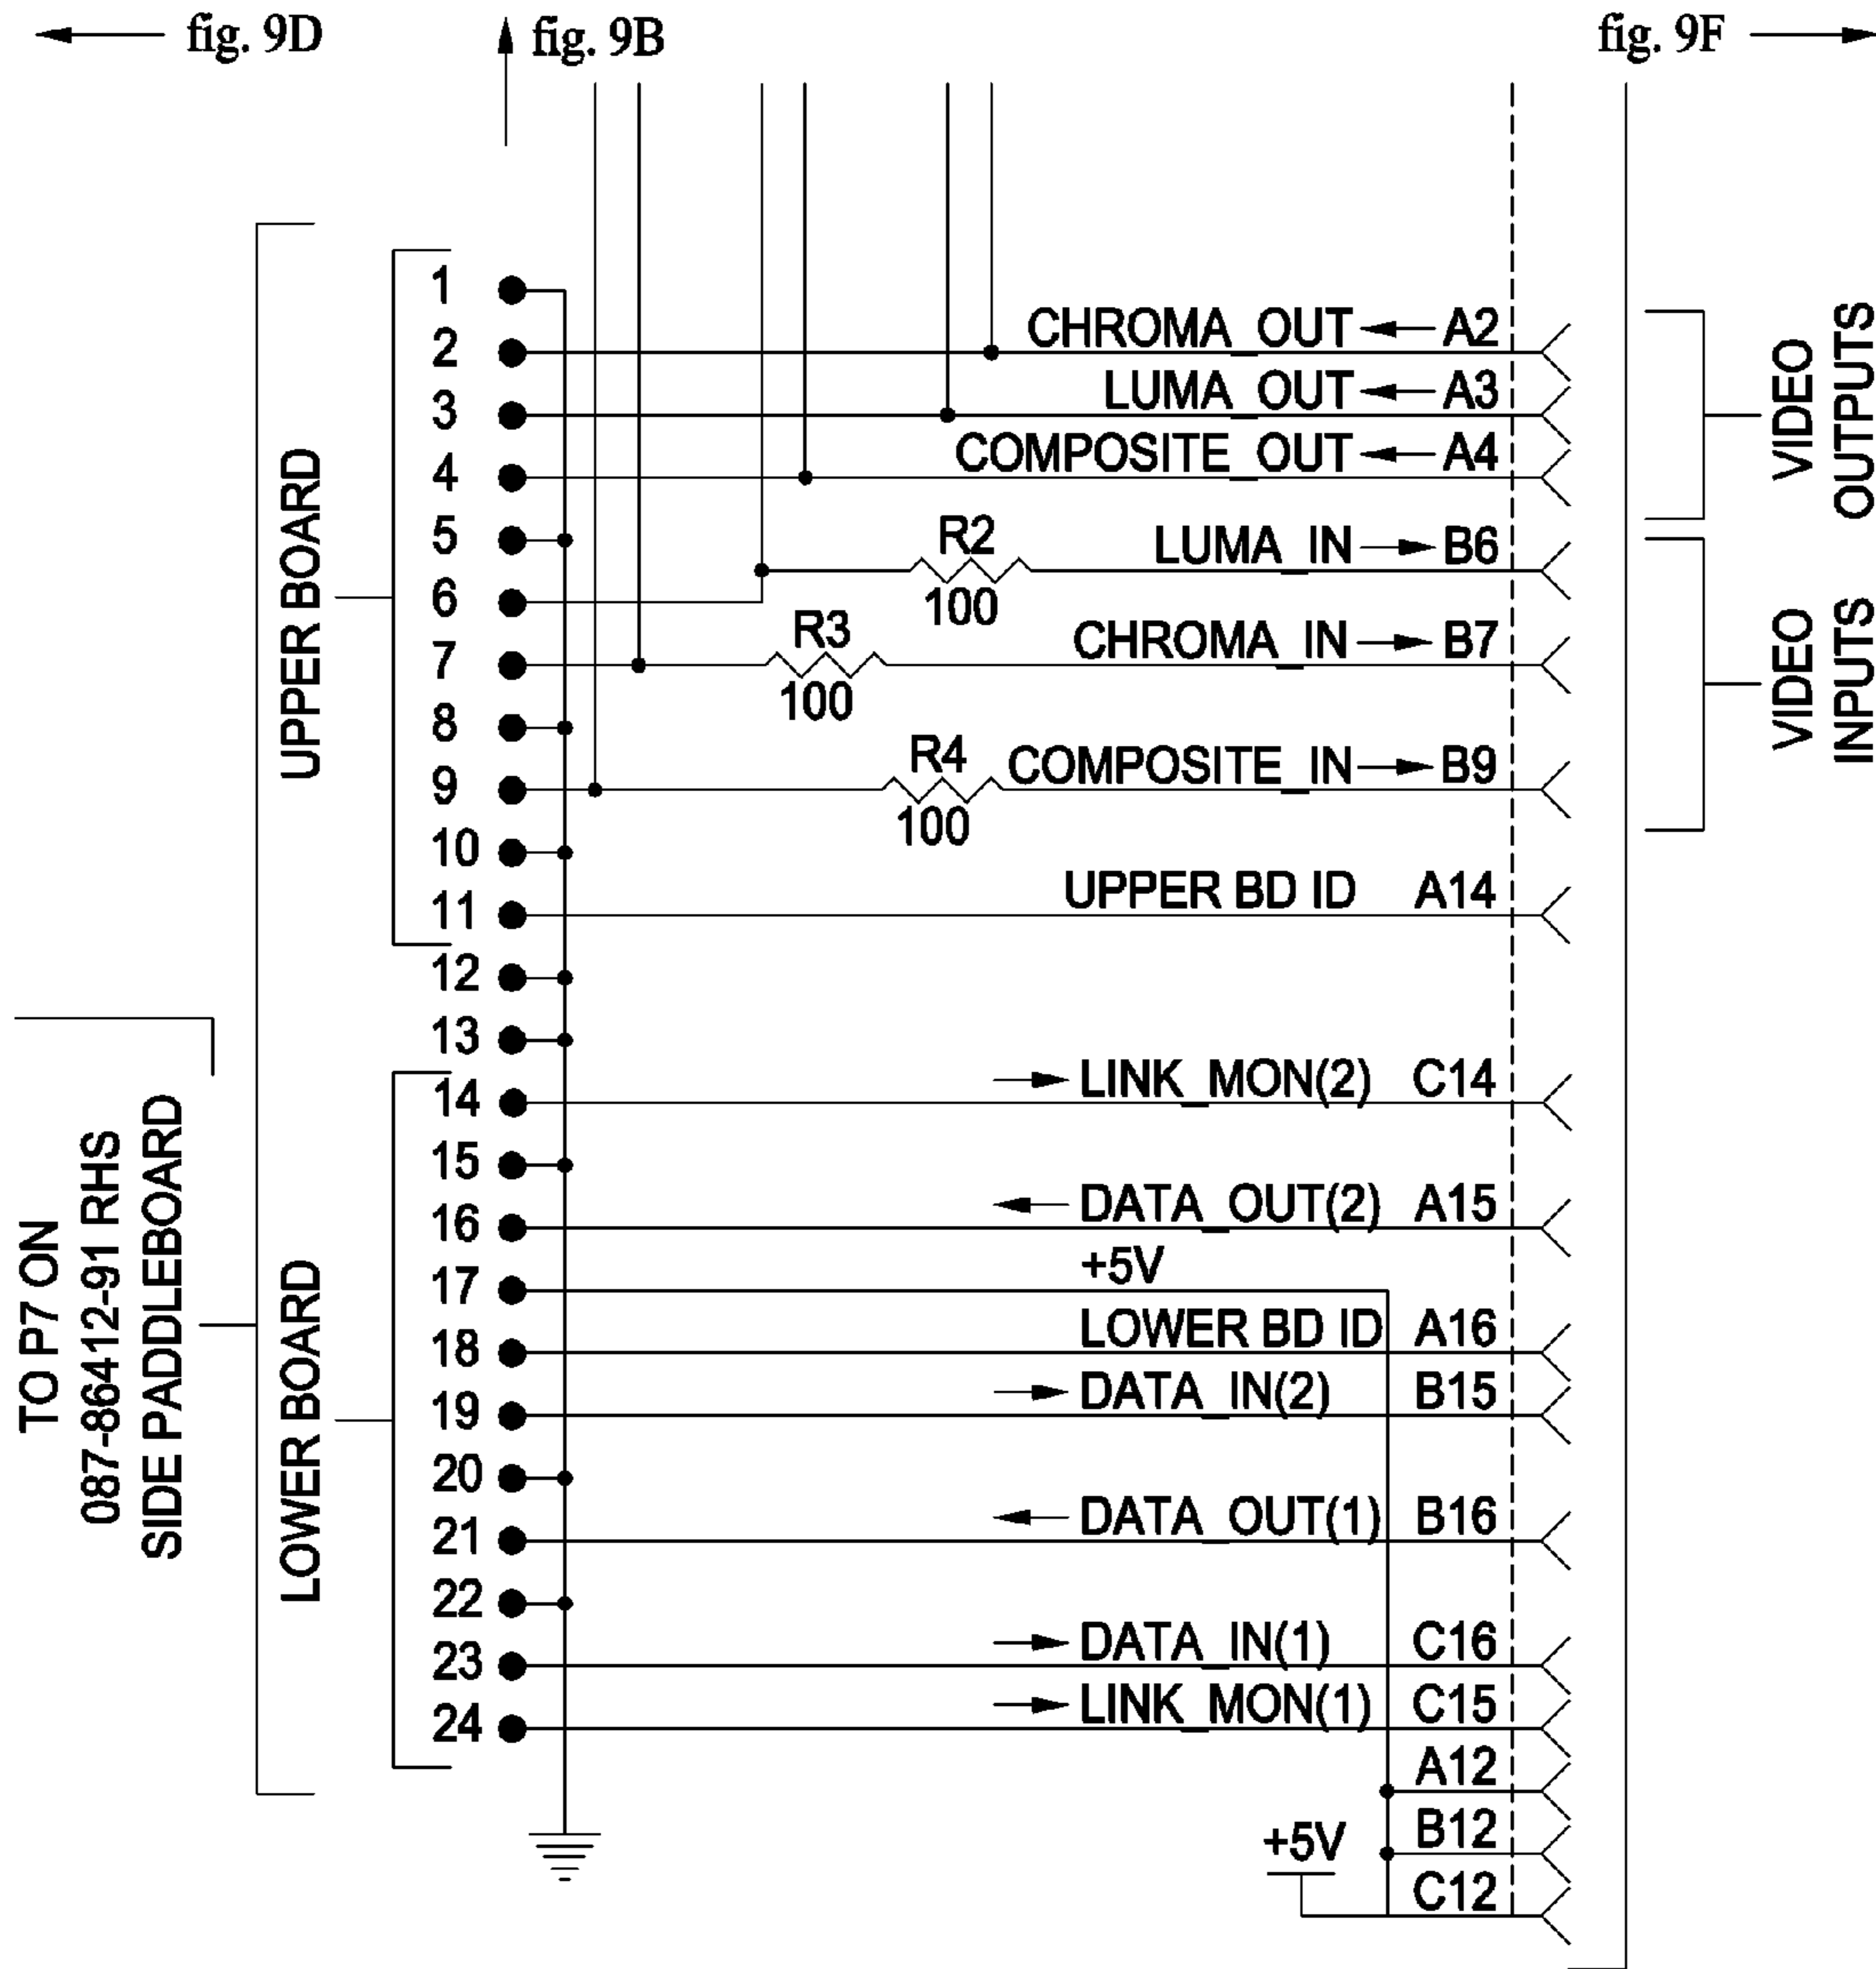 fig. 9D
fig. 9B
fig. 9F
1
CHROMA_OUT A2
2
LUMA_OUT A3
3
COMPOSITE_OUT A4
4
VIDEO
OUTPUTS
5
R2
100
LUMA_IN B6
6
R3
100
CHROMA_IN B7
7
VIDEO
INPUTS
8
R4
100
COMPOSITE_IN B9
9
10
UPPER BD ID A14
11
UPPER BOARD
12
13
LINK_MON(2) C14
14
15
DATA_OUT(2) A15
16
+5V
17
LOWER BD ID A16
18
DATA_IN(2) B15
19
20
DATA_OUT(1) B16
21
22
DATA_IN(1) C16
23
LINK_MON(1) C15
24
LOWER BOARD
TO P7 ON
087-86412-91 RHS
SIDE PADDLEBOARD
A12
B12
+5V
C12